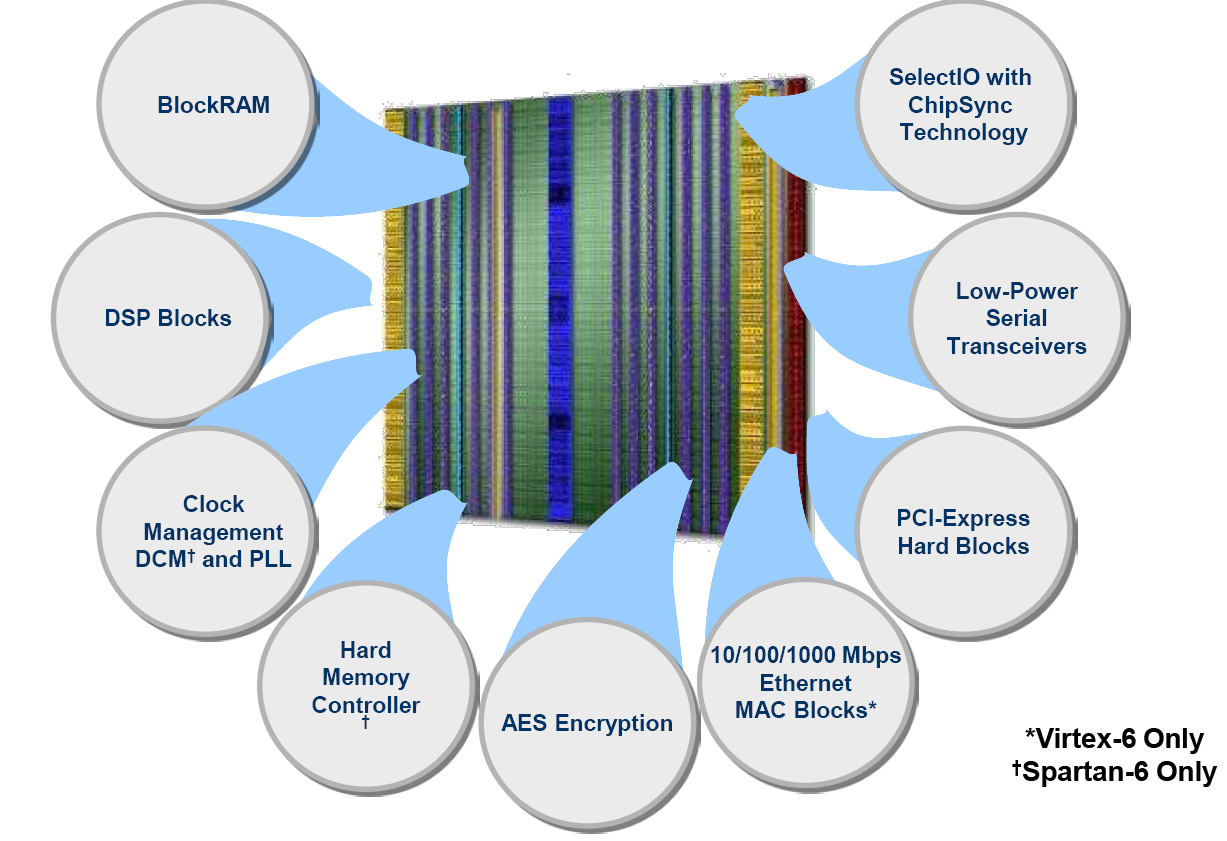 BlockRAM
SelectIO with
ChipSync
Technology
DSP Blocks
Low-Power
Serial
Transceivers
Clock
Management
DCM† and PLL
PCI-Express
Hard Blocks
Hard
Memory
Controller
†
AES Encryption
10/100/1000 Mbps
Ethernet
MAC Blocks*
*Virtex-6 Only
†Spartan-6 Only